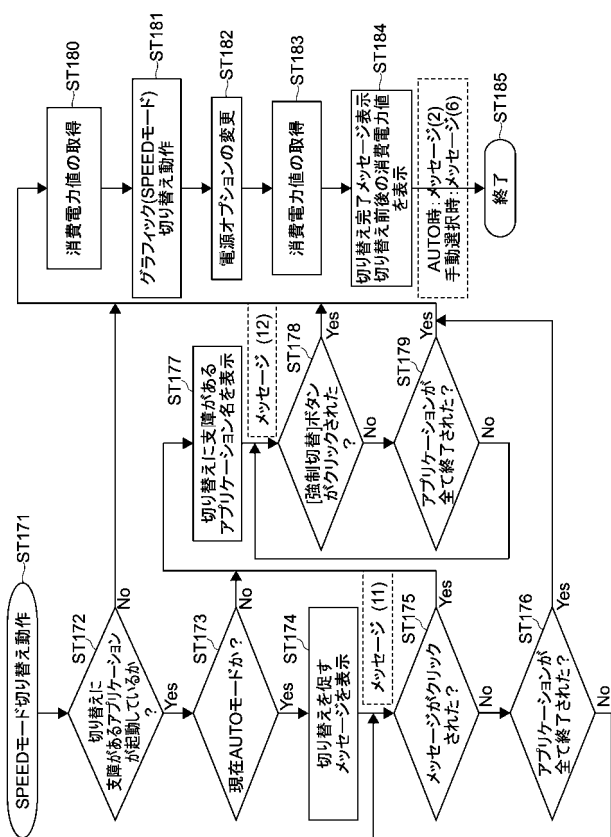 ST171
SPEEDモード切り替え動作
ST172
切り替えに
支障があるアプリケーション
が起動しているか
?
No
Yes
ST173
現在AUTOモードか?
No
Yes
ST174
切り替えを促す
メッセージを表示
メッセージ (11)
ST175
メッセージがクリック
された?
Yes
No
ST176
アプリケーションが
全て終了された?
Yes
No
ST177
切り替えに支障がある
アプリケーション名を表示
メッセージ (12)
ST178
[強制切替]ボタン
がクリックされた
?
Yes
No
ST179
アプリケーションが
全て終了された?
Yes
No
ST180
消費電力値の取得
ST181
グラフィック(SPEEDモード)
切り替え動作
ST182
電源オプションの変更
ST183
消費電力値の取得
ST184
切り替え完了メッセージ表示
切り替え前後の消費電力値
を表示
AUTO時:メッセージ(2)
手動選択時:メッセージ(6)
ST185
終了